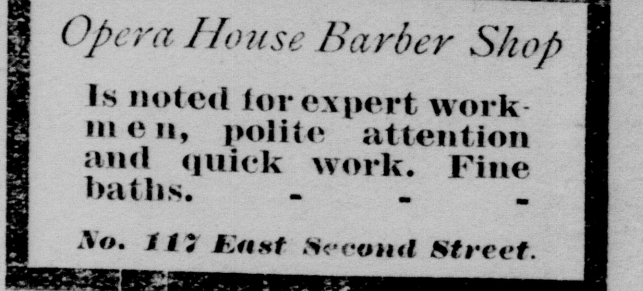 Opera House Barber Shop
Is noted for expert work-
men, polite attention
and quick work. Fine
baths. - - -
No. 117 East Second Street.